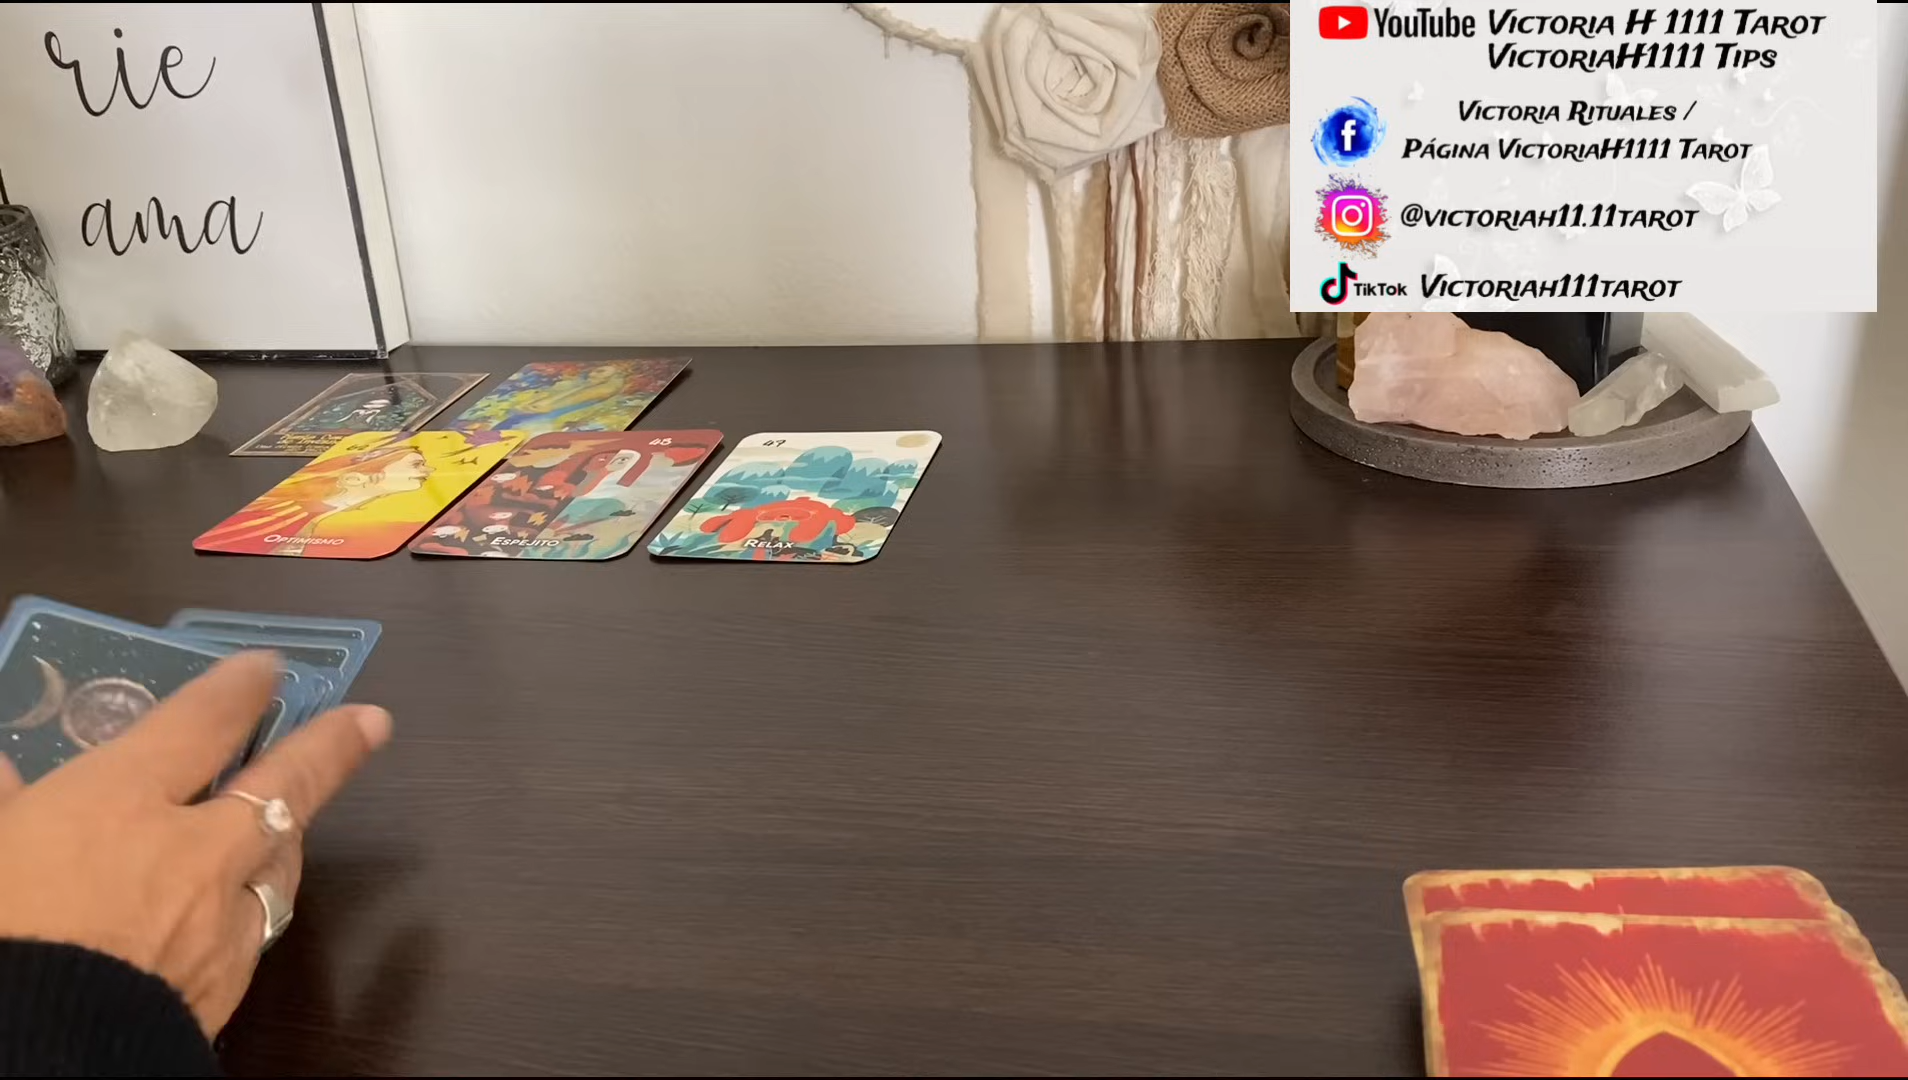 rie
ama
YouTube Victoria H 1111 Tarot
VictoriaH1111 Tips
Victoria Rituales /
Página VictoriaH1111 Tarot
@victoriah11.11tarot
TikTok Victoriah111tarot
48
49
Optimismo
Espejito
Relax